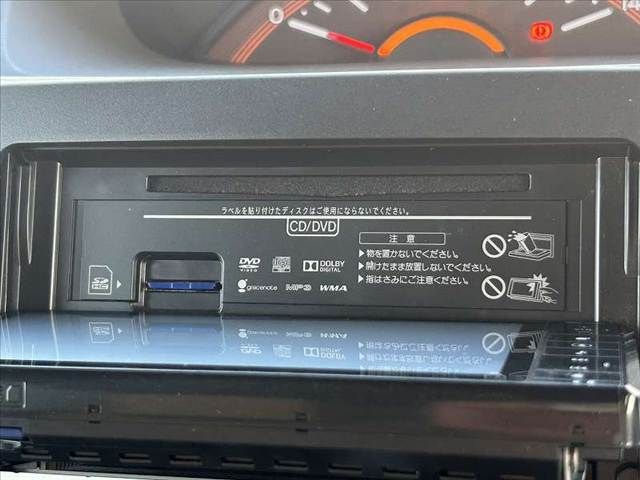 0
ラベルを貼り付けたディスクはご使用にならないでください。
CD/DVD
注 意
▶物を置かないでください。
▶開けたまま放置しないでください。
▶指はさみにご注意ください。
DVD
VIDEO
DOLBY
DIGITAL
gracenote
MP3
WMA
SD